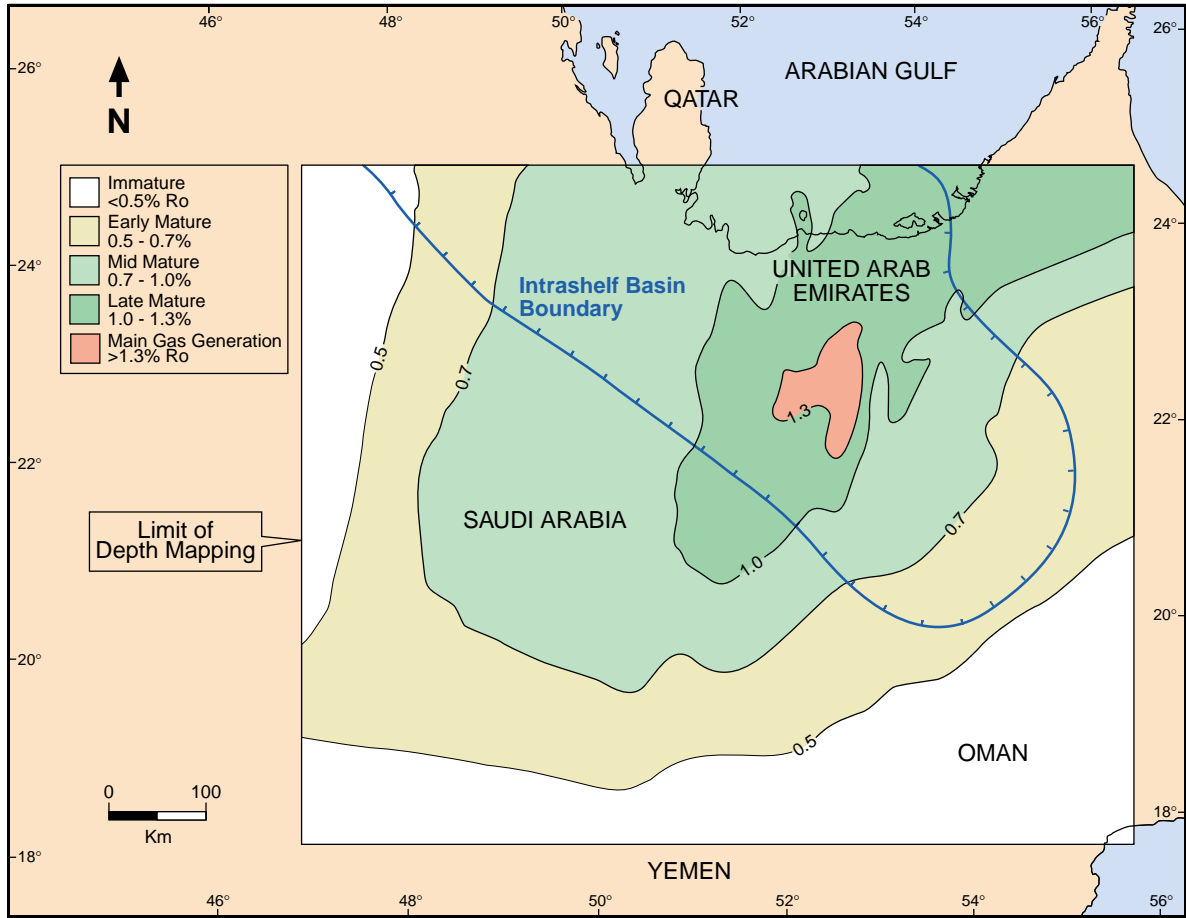 46°
48°
50°
52°
54°
56°
26°
26°
ARABIAN GULF
QATAR
N
Immature
<0.5% Ro
Early Mature
0.5 - 0.7%
Mid Mature
0.7 - 1.0%
Late Mature
1.0 - 1.3%
Main Gas Generation
>1.3% Ro
24°
24°
UNITED ARAB
EMIRATES
Intrashelf Basin
Boundary
0.5
0.7
1.3
22°
22°
SAUDI ARABIA
0.7
1.0
Limit of
Depth Mapping
20°
20°
0.5
OMAN
0
100
Km
18°
18°
YEMEN
46°
48°
50°
52°
54°
56°